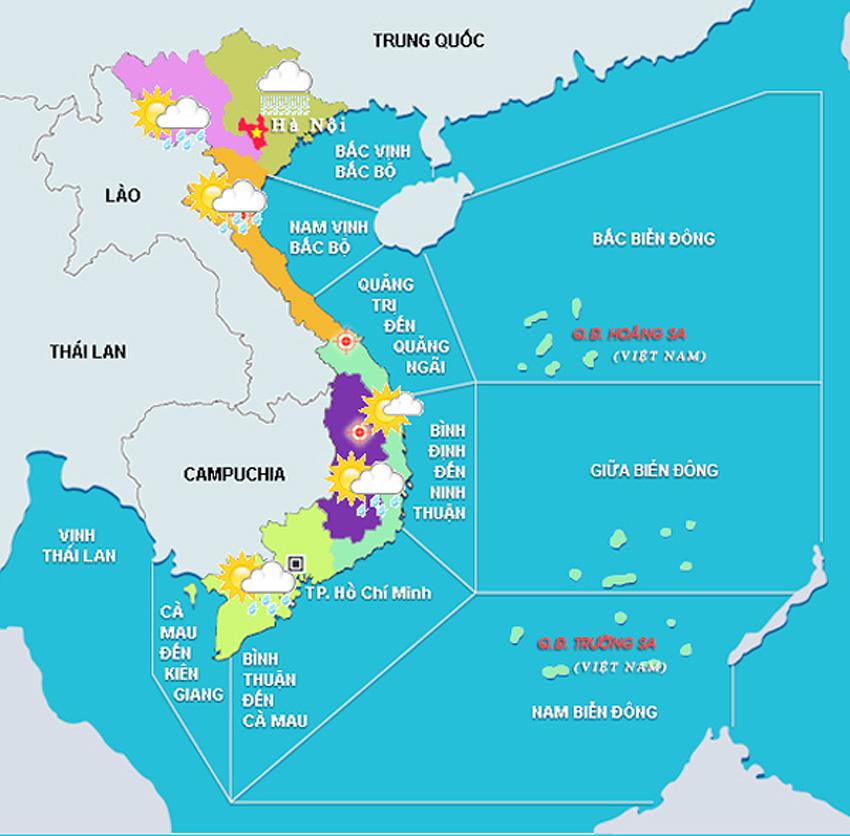 TRUNG QUỐC
Hà Nội
BẮC VỊNH
BẮC BỘ
LÀO
NAM VỊNH
BẮC BỘ
BẮC BIỂN ĐÔNG
QUẢNG
TRỊ
ĐẾN
QUẢNG
NGÃI
Q.Đ. HOÀNG SA
(VIỆT NAM)
THÁI LAN
BÌNH
ĐỊNH
ĐẾN
NINH
THUẬN
CAMPUCHIA
GIỮA BIỂN ĐÔNG
VỊNH
THÁI LAN
TP. Hồ Chí Minh
CÀ
MAU
ĐẾN
KIÊN
GIANG
BÌNH
THUẬN
ĐẾN
CÀ MAU
Q.Đ. TRƯỜNG SA
(VIỆT NAM)
NAM BIỂN ĐÔNG